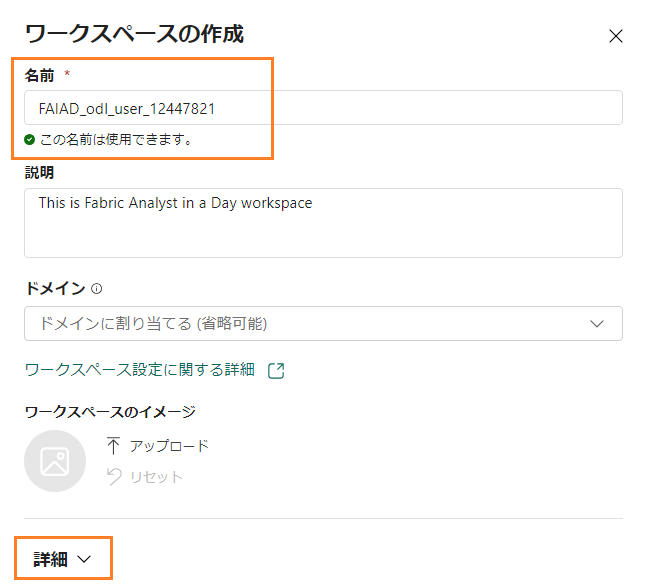 ワークスペースの作成
名前 *
FAIAD_odl_user_12447821
この名前は使用できます。
説明
This is Fabric Analyst in a Day workspace
ドメイン
ドメインに割り当てる (省略可能)
ワークスペース設定に関する詳細
ワークスペースのイメージ
アップロード
リセット
詳細